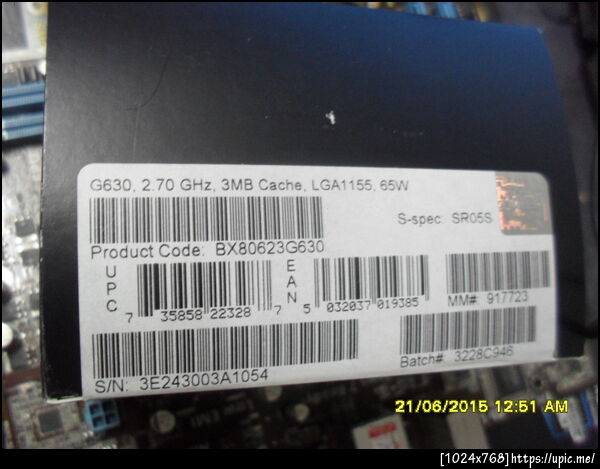 G630, 2.70 GHz, 3MB Cache, LGA1155, 65W
S-spec: SR05S
Product Code: BX80623G630
UPC
7 35858 22328 7
EAN
5 032037 019385
MM#: 917723
S/N: 3E243003A1054
Batch#: 3228C946
21/06/2015 12:51 AM
[1024x768]https://upic.me/